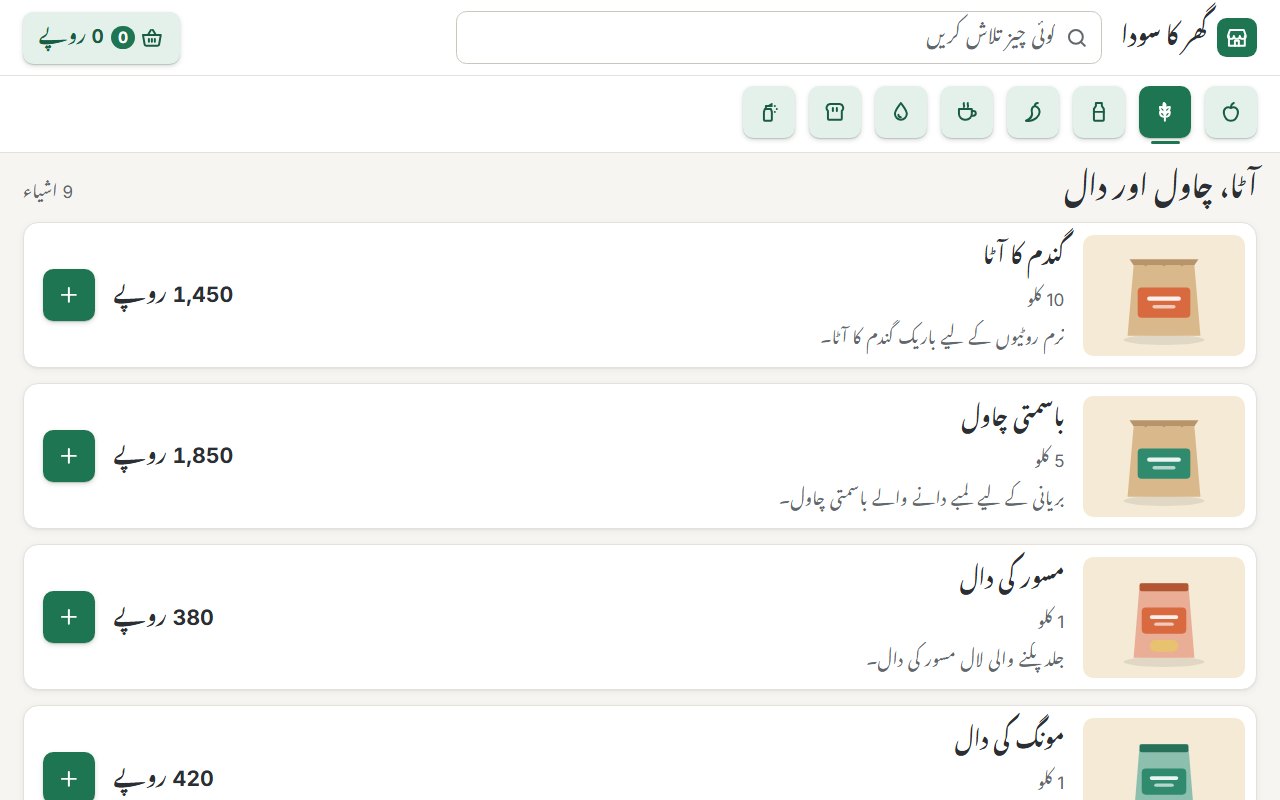 گھر کا سودا
کوئی چیز تلاش کریں
0 0 روپے
آٹا، چاول اور دال
9 اشیاء
گندم کا آٹا
10 کلو
نرم روٹیوں کے لیے باریک گندم کا آٹا۔
1,450 روپے
باسمتی چاول
5 کلو
بریانی کے لیے لمبے دانے والے باسمتی چاول۔
1,850 روپے
مسور کی دال
1 کلو
جلد پکنے والی لال مسور کی دال۔
380 روپے
مونگ کی دال
1 کلو
420 روپے